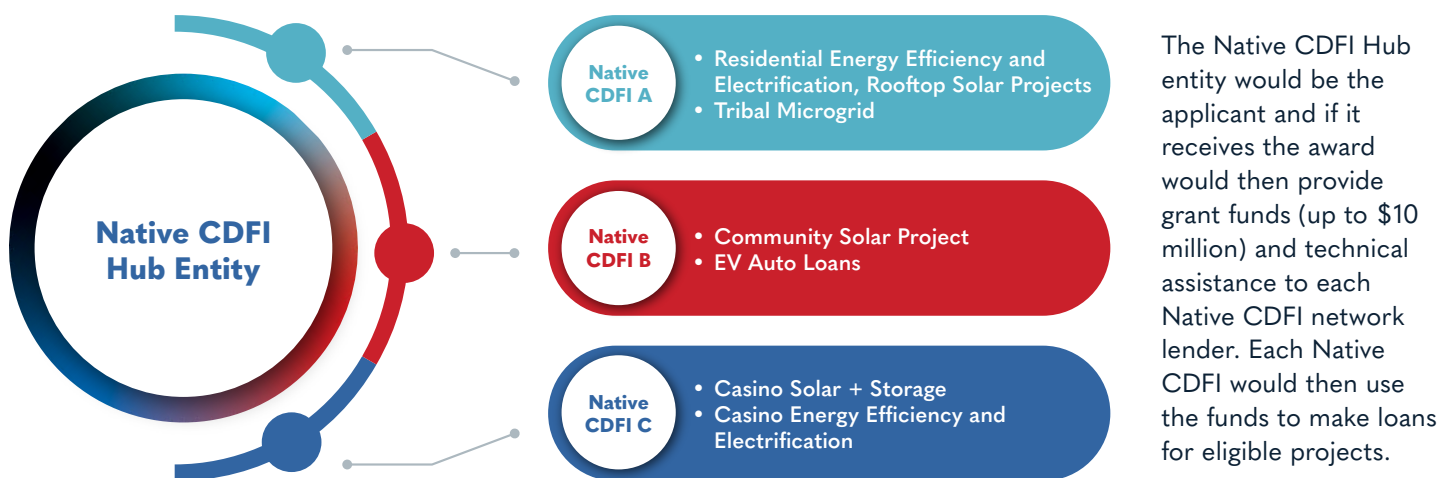 Native CDFI
Hub Entity
Native
CDFI A
• Residential Energy Efficiency and
Electrification, Rooftop Solar Projects
• Tribal Microgrid
Native
CDFI B
• Community Solar Project
• EV Auto Loans
Native
CDFI C
• Casino Solar + Storage
• Casino Energy Efficiency and
Electrification
The Native CDFI Hub
entity would be the
applicant and if it
receives the award
would then provide
grant funds (up to $10
million) and technical
assistance to each
Native CDFI network
lender. Each Native
CDFI would then use
the funds to make loans
for eligible projects.